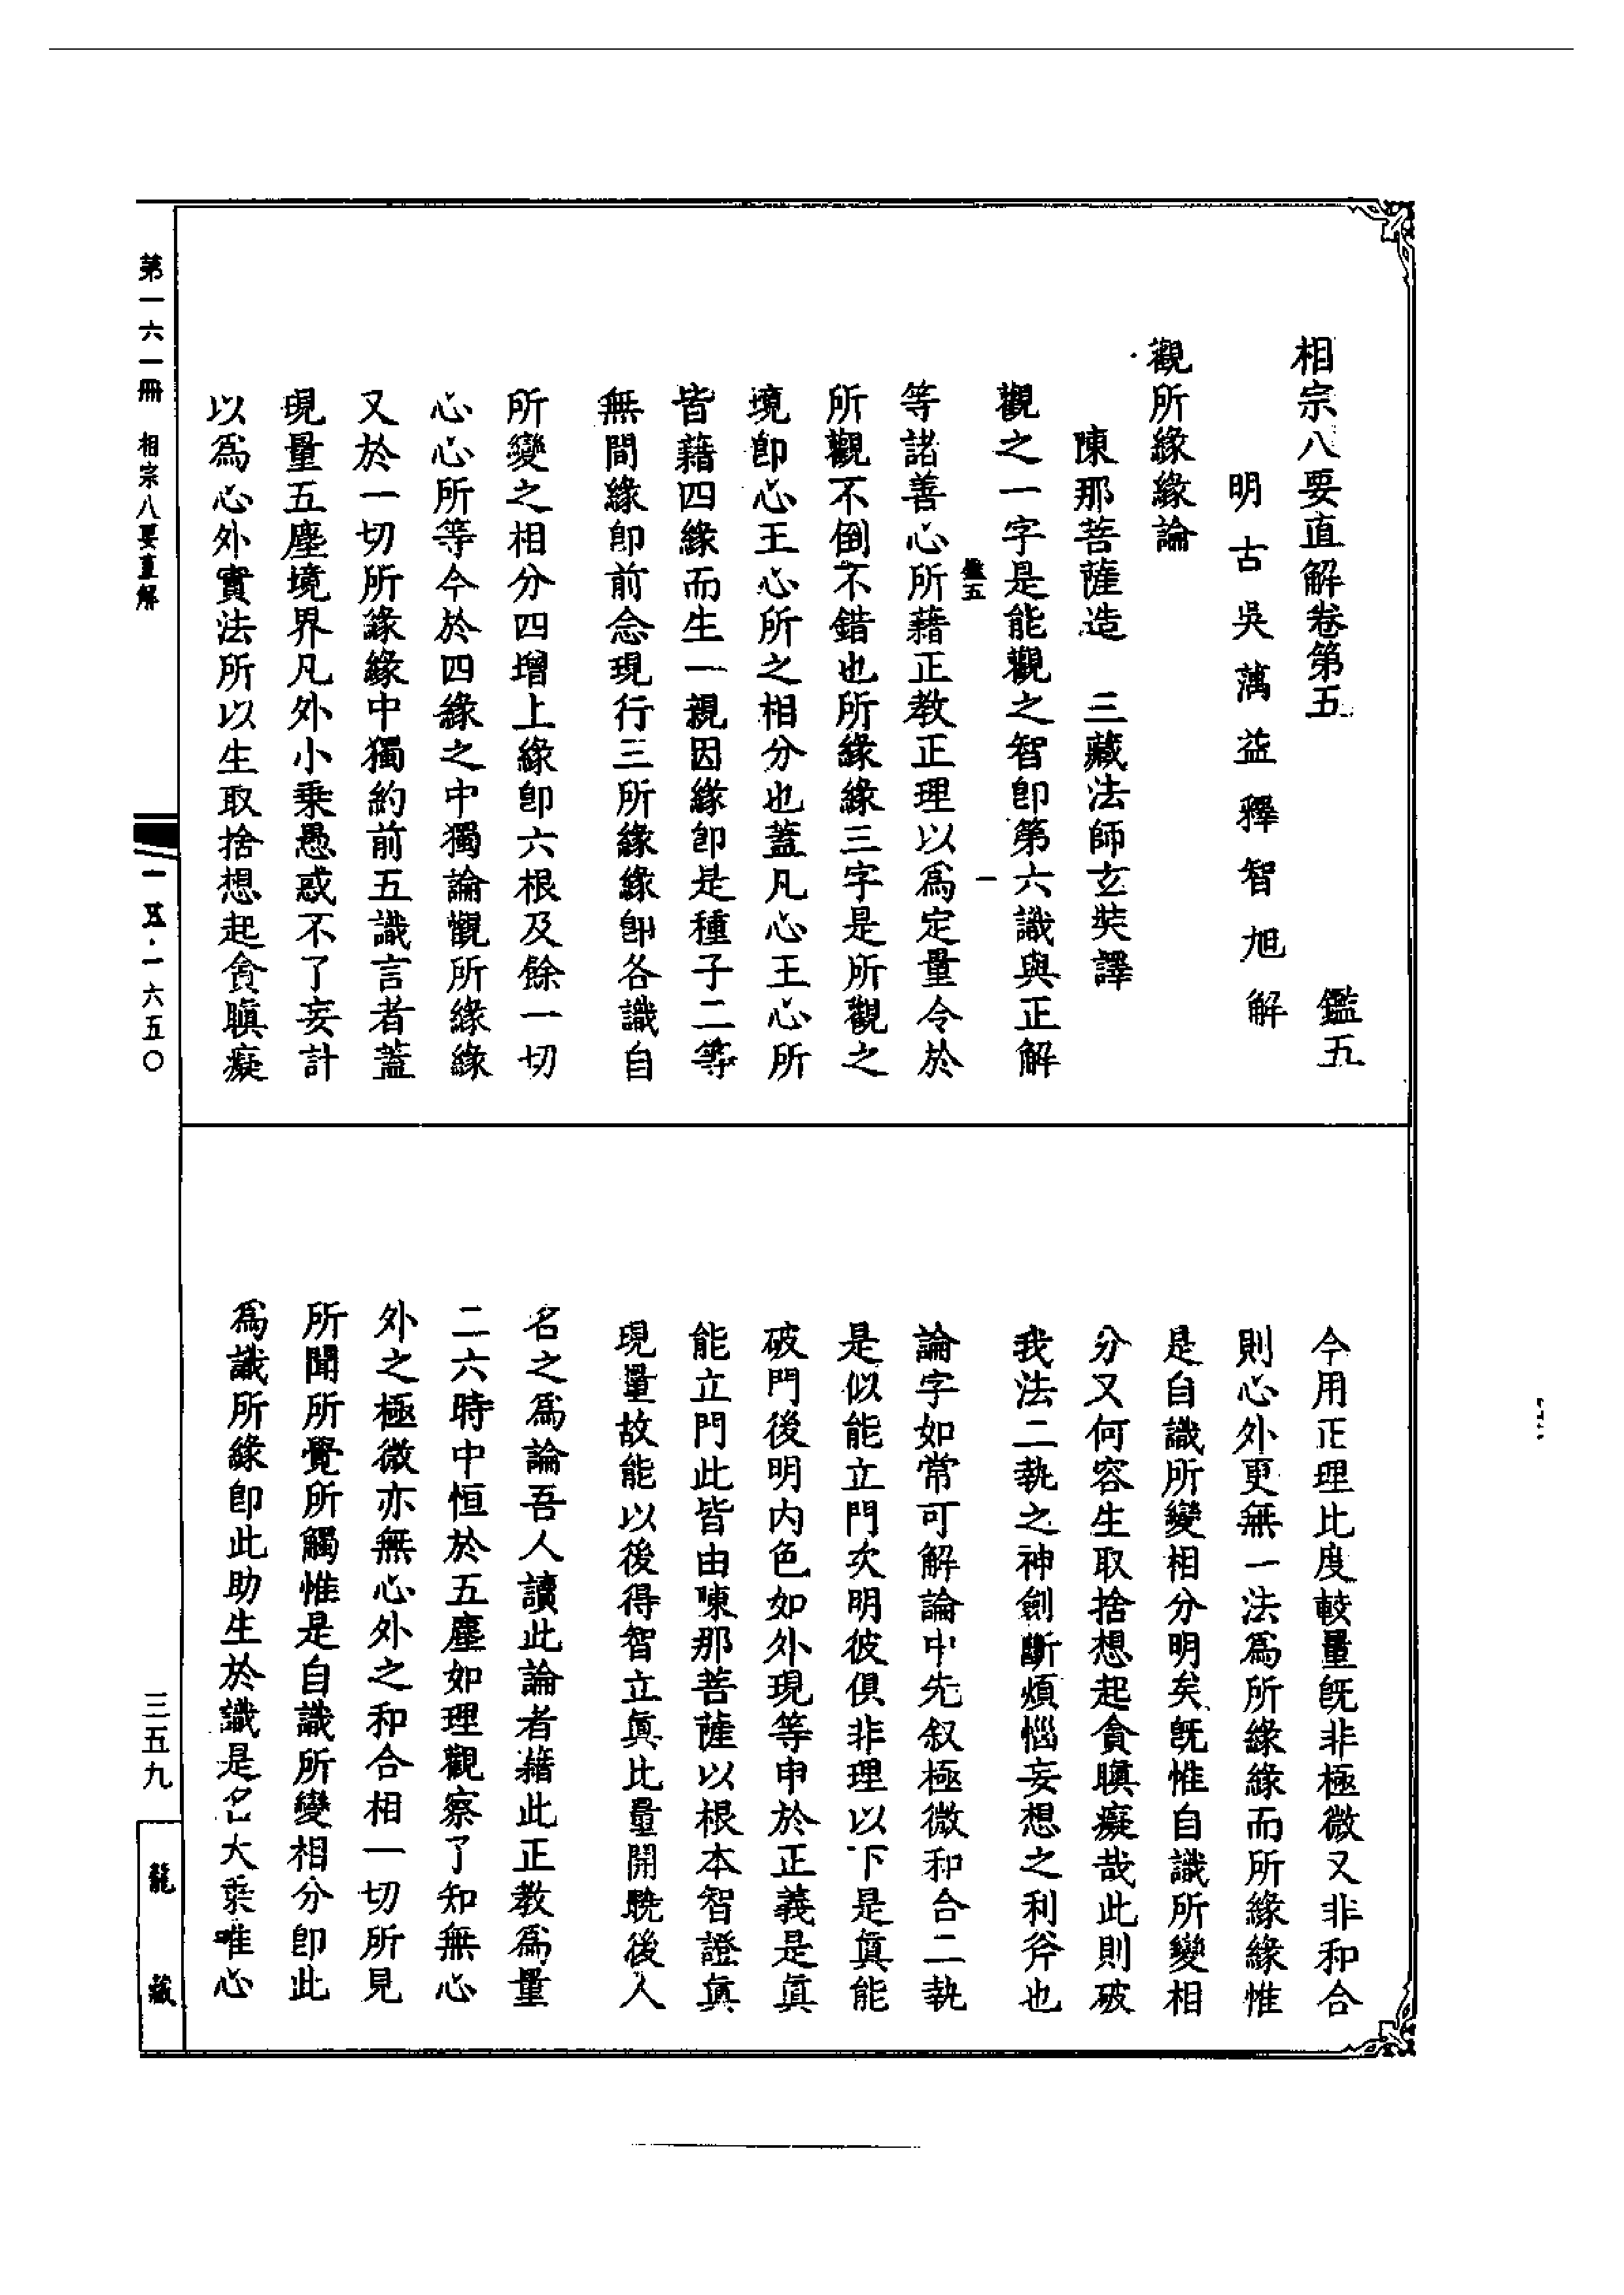 相宗八要直解卷第五 鑑五
明古吳蕅益釋智旭解
觀所緣緣論
陳那菩薩造 三藏法師玄奘譯
觀之一字是能觀之智即第六識與正解
鑑五 一
等諸善心所藉正教正理以爲定量令於
所觀不倒不錯也所緣緣三字是所觀之
境卽心王心所之相分也蓋凡心王心所
皆藉四緣而生一親因緣卽是種子二等
無間緣卽前念現行三所緣緣卽各識自
所變之相分四增上緣卽六根及餘一切
心心所等今於四緣之中獨論觀所緣緣
又於一切所緣緣中獨約前五識言者蓋
現量五塵境界凡外小乗愚惑不了妄計
以爲心外實法所以生取捨想起貪瞋癡
今用正理比度較量旣非極微又非和合
則心外更無一法爲所緣緣而所緣緣惟
是自識所變相分明矣旣惟自識所變相
分又何容生取捨想起貪瞋癡哉此則破
我法二執之神劍斷煩惱妄想之利斧也
論字如常可解論中先叙極微和合二執
是似能立門次明彼俱非理以下是眞能
破門後明内色如外現等申於正義是眞
能立門此皆由陳那菩薩以根本智證眞
現量故能以後得智立眞比量開曉後人
名之爲論吾人讀此論者藉此正教爲量
二六時中恒於五塵如理觀察了知無心
外之極微亦無心外之和合相一切所見
所聞所覺所觸惟是自識所變相分卽此
爲識所緣卽此助生於識是名大乗唯心
第一六一冊 相宗八要直解
一五·一六五〇
三五九
龍藏